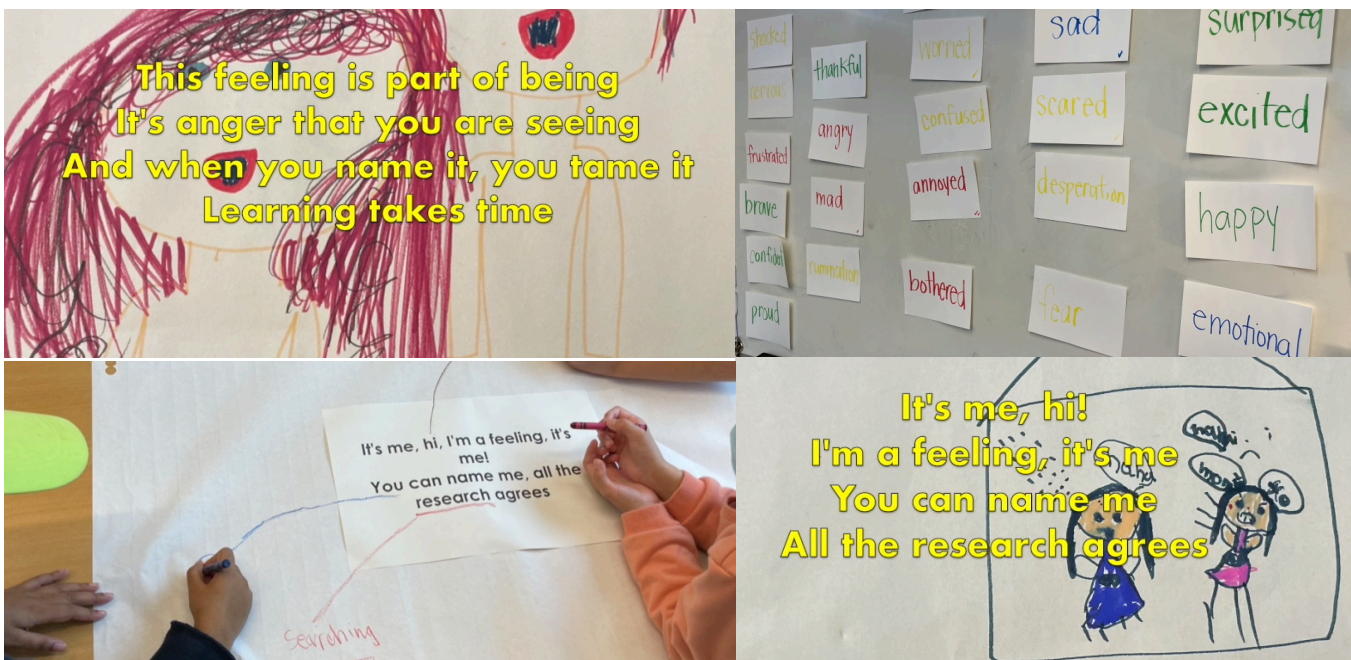 This feeling is part of being
It's anger that you are seeing
And when you name it, you tame it
Learning takes time
shocked
nervous
frustrated
brave
confident
proud
thankful
angry
mad
rumination
worried
confused
annoyed
bothered
sad
scared
desperation
fear
surprised
excited
happy
emotional
It's me, hi, I'm a feeling, it's
me!
You can name me, all the
research agrees
Searching
It's me, hi!
I'm a feeling, it's me
You can name me
All the research agrees
haha